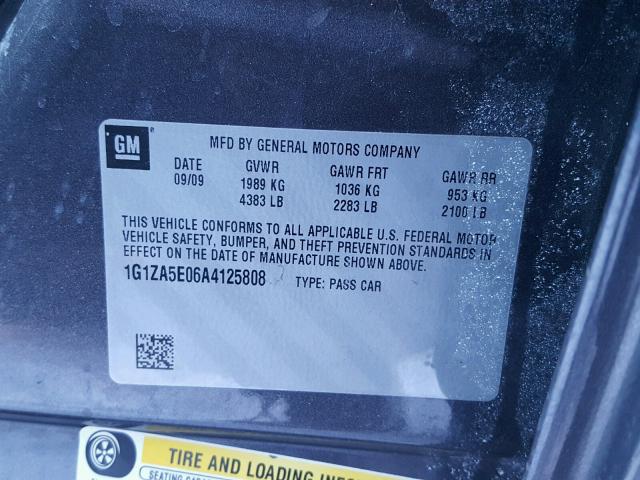 GM ®
MFD BY GENERAL MOTORS COMPANY
DATE GVWR GAWR FRT GAWR RR
09/09 1989 KG 1036 KG 953 KG
4383 LB 2283 LB 2100 LB
THIS VEHICLE CONFORMS TO ALL APPLICABLE U.S. FEDERAL MOTOR
VEHICLE SAFETY, BUMPER, AND THEFT PREVENTION STANDARDS IN
EFFECT ON THE DATE OF MANUFACTURE SHOWN ABOVE.
1G1ZA5E06A4125808 TYPE: PASS CAR
TIRE AND LOADING
SEATING